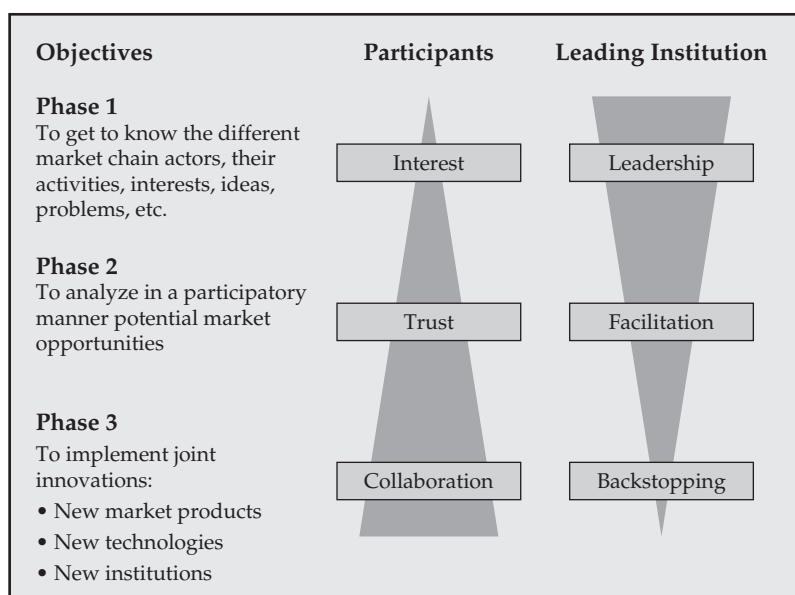 Objectives
Participants
Leading Institution
Phase 1
To get to know the different
market chain actors, their
activities, interests, ideas,
problems, etc.
Interest
Leadership
Phase 2
To analyze in a participatory
manner potential market
opportunities
Trust
Facilitation
Phase 3
To implement joint
innovations:
• New market products
• New technologies
• New institutions
Collaboration
Backstopping